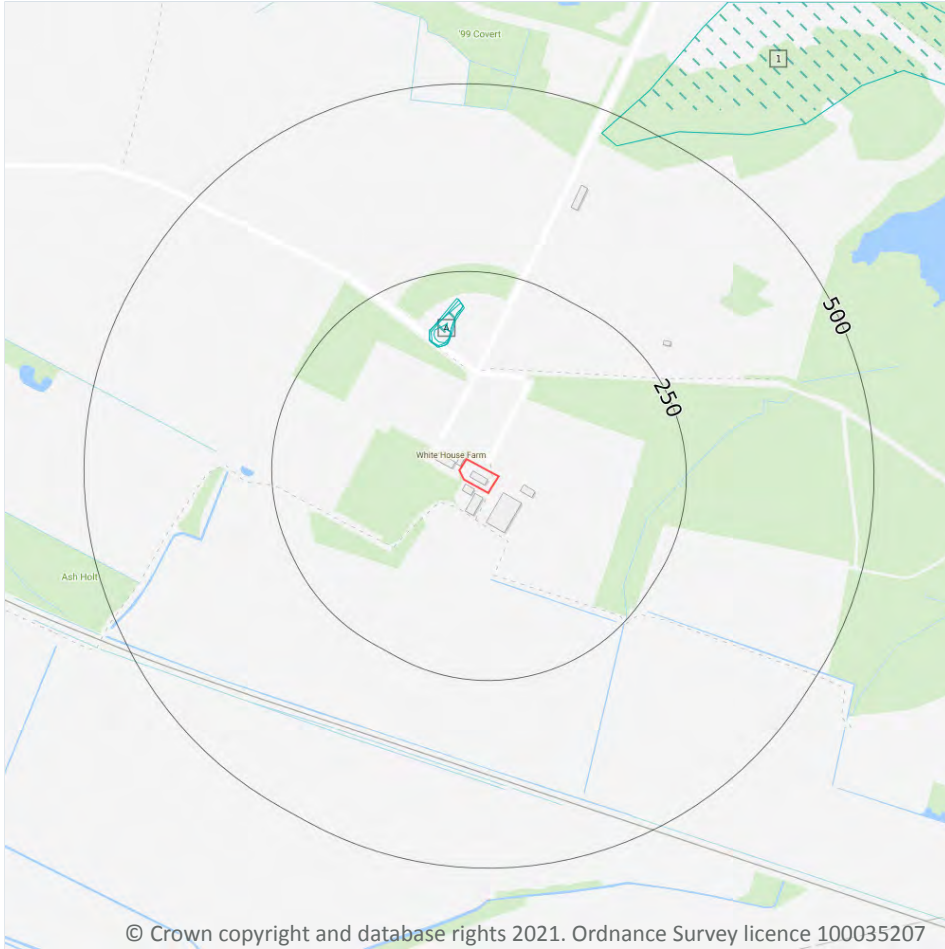 '99 Covert
1
500
A
250
White House Farm
Ash Holt
© Crown copyright and database rights 2021. Ordnance Survey licence 100035207